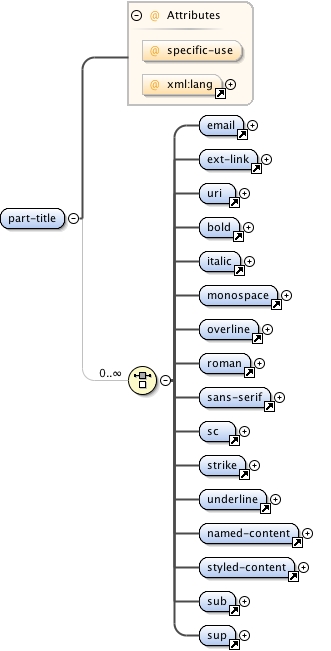 Attributes
@ specific-use
@ xml:lang
email
ext-link
uri
part-title
bold
italic
monospace
overline
roman
0..∞
sans-serif
sc
strike
underline
named-content
styled-content
sub
sup